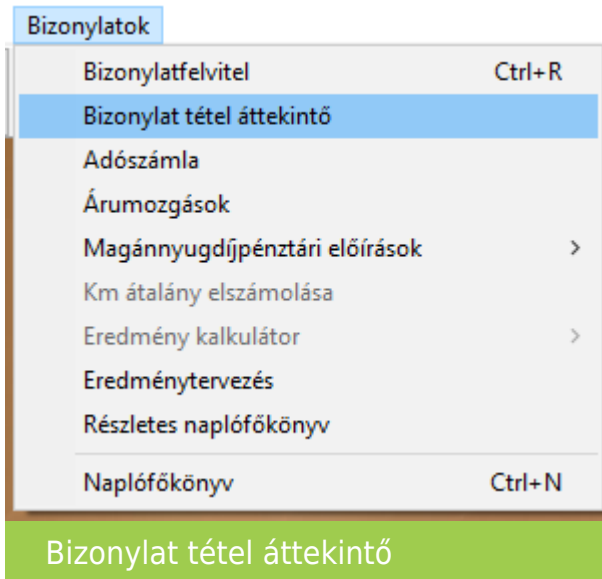 Bizonylatok
Bizonylatfelvitel Ctrl+R
Bizonylat tétel áttekintő
Adószámla
Árumozgások
Magánnyugdíjpénztári előírások
Km átalány elszámolása
Eredmény kalkulátor
Eredménytervezés
Részletes naplófőkönyv
Naplófőkönyv Ctrl+N
Bizonylat tétel áttekintő